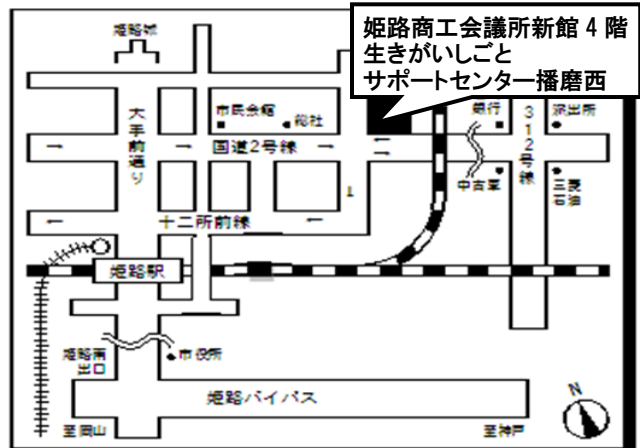 姫路商工会議所新館４階
生きがいしごと
サポートセンター播磨西
姫路城
大手前通り
市民会館
総社
銀行
312号線
派出所
国道2号線
中古車
三菱
石油
十二所前線
姫路駅
姫路南
出口
市役所
姫路バイパス
至岡山
至神戸
N